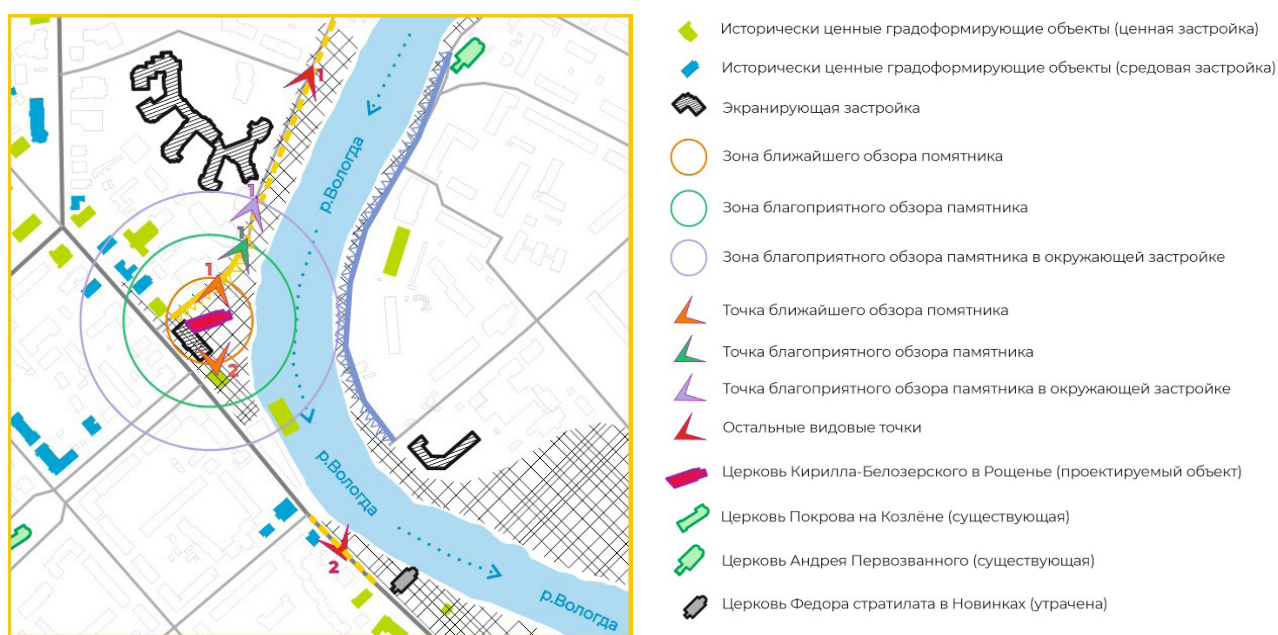 1
р.Вологда
1
1
1
2
р.Вологда
2
р.Вологда
Исторически ценные градоформирующие объекты (ценная застройка)
Исторически ценные градоформирующие объекты (средовая застройка)
Экранирующая застройка
Зона ближайшего обзора помятника
Зона благоприятного обзора памятника
Зона благоприятного обзора памятника в окружающей застройке
Точка ближайшего обзора помятника
Точка благоприятного обзора памятника
Точка благоприятного обзора памятника в окружающей застройке
Остальные видовые точки
Церковь Кирилла-Белозерского в Рощенье (проектируемый объект)
Церковь Покрова на Козлёне (существующая)
Церковь Андрея Первозванного (существующая)
Церковь Федора стратилата в Новинках (утрачена)